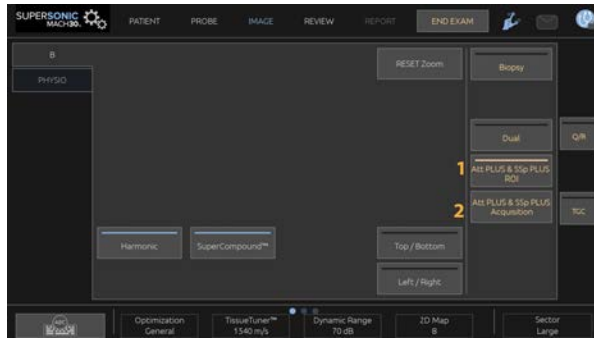 SUPERSONIC
MACH30.
PATIENT
PROBE
IMAGE
REVIEW
REPORT
END EXAM
B
PHYSIO
RESET Zoom
Biopsy
Dual
Q/R
1
Att PLUS & SSp PLUS
ROI
2
Att PLUS & SSp PLUS
Acquisition
TGC
Harmonic
SuperCompound™
Top / Bottom
Left / Right
Optimization
General
TissueTuner™
1540 m/s
Dynamic Range
70 dB
2D Map
8
Sector
Large